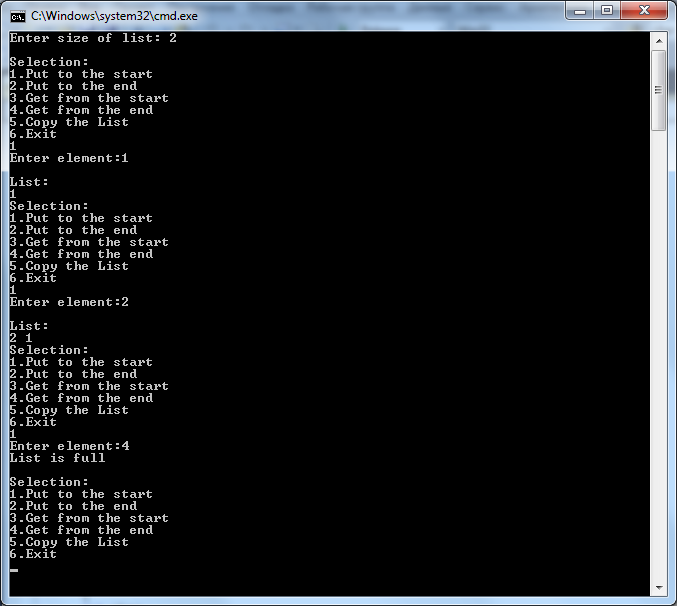 C:\Windows\system32\cmd.exe
Enter size of list: 2
Selection:
1.Put to the start
2.Put to the end
3.Get from the start
4.Get from the end
5.Copy the List
6.Exit
1
Enter element:1
List:
1
Selection:
1.Put to the start
2.Put to the end
3.Get from the start
4.Get from the end
5.Copy the List
6.Exit
1
Enter element:2
List:
2 1
Selection:
1.Put to the start
2.Put to the end
3.Get from the start
4.Get from the end
5.Copy the List
6.Exit
1
Enter element:4
List is full
Selection:
1.Put to the start
2.Put to the end
3.Get from the start
4.Get from the end
5.Copy the List
6.Exit